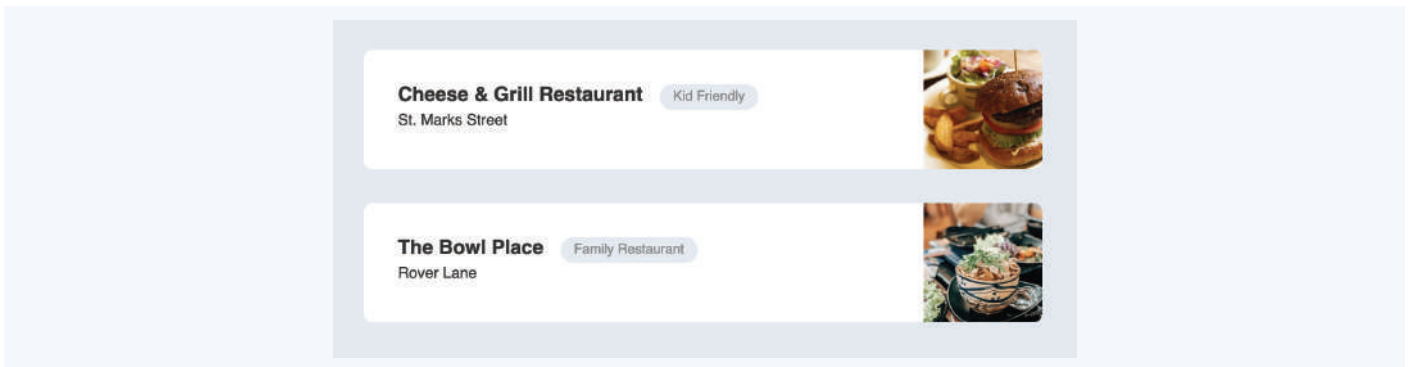 Cheese & Grill Restaurant Kid Friendly
St. Marks Street
The Bowl Place Family Restaurant
Rover Lane